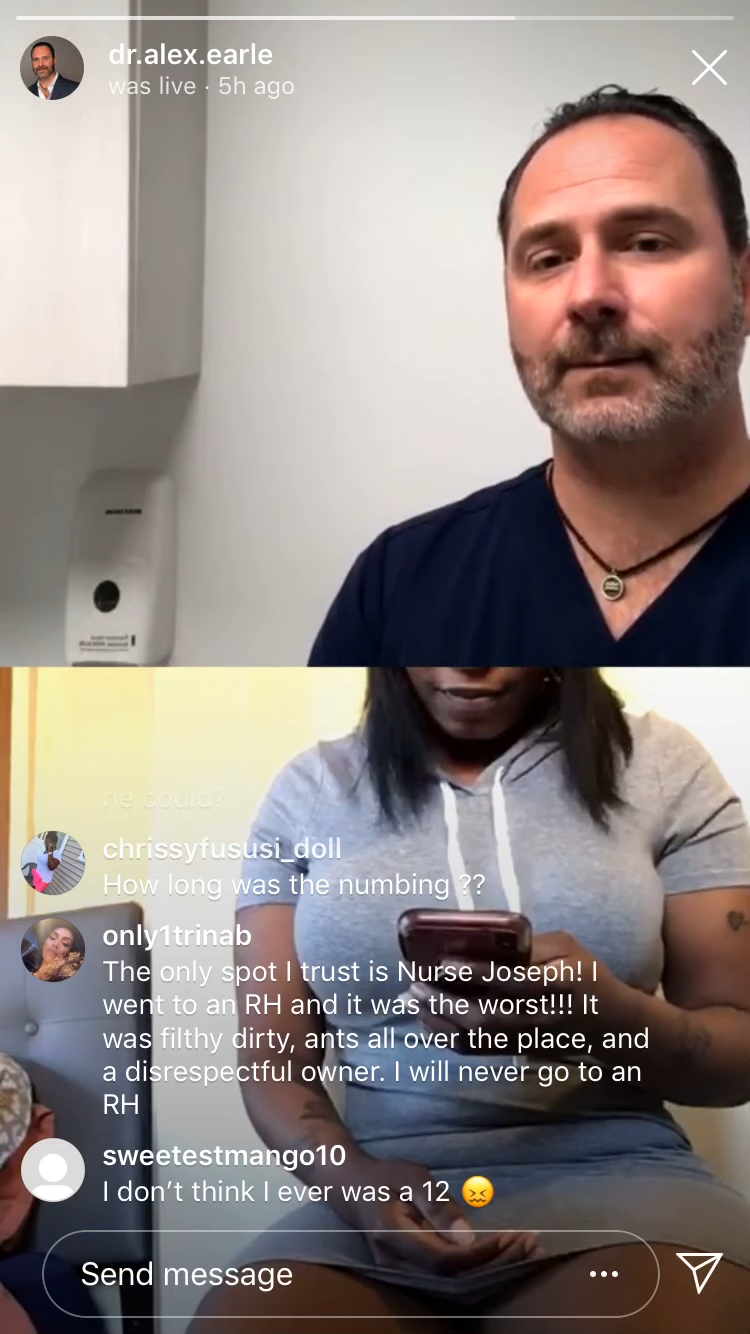 dr.alex.earle
was live · 5h ago
he could?
chrissyfususi_doll
How long was the numbing ??
only1trinab
The only spot I trust is Nurse Joseph! I
went to an RH and it was the worst!!! It
was filthy dirty, ants all over the place, and
a disrespectful owner. I will never go to an
RH
sweetestmango10
I don’t think I ever was a 12 😖
Send message